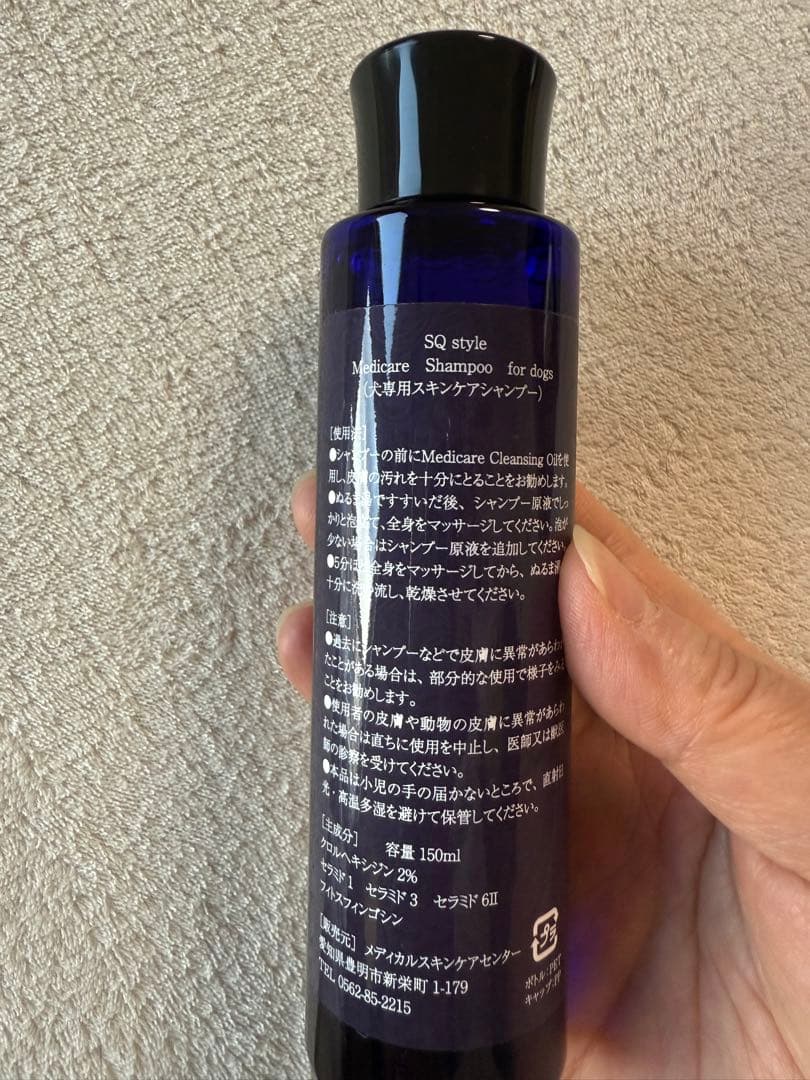 SQ style
Medicare Shampoo for dogs
(犬専用スキンケアシャンプー)
[使用法]
●シャンプーの前にMedicare Cleansing Oilを使
用し、皮膚の汚れを十分にとることをお勧めします。
●ぬるま湯ですすいだ後、シャンプー原液でしっ
かりと泡立て、全身をマッサージしてください。泡が
少ない場合はシャンプー原液を追加してください。
●5分ほど全身をマッサージしてから、ぬるま湯で
十分に洗い流し、乾燥させてください。
[注意]
●過去にシャンプーなどで皮膚に異常があらわれ
たことがある場合は、部分的な使用で様子をみる
ことをお勧めします。
●使用者の皮膚や動物の皮膚に異常があらわ
れた場合は直ちに使用を中止し、医師又は獣医
師の診察を受けてください。
●本品は小児の手の届かないところで、直射日
光・高温多湿を避けて保管してください。
[主成分] 容量 150ml
クロルヘキシジン 2%
セラミド 1 セラミド 3 セラミド 6Ⅱ
フィトスフィンゴシン
[販売元] メディカルスキンケアセンター
愛知県豊明市新栄町 1-179
TEL 0562-85-2215
プラ
ボトル:PET
キャップ:PP